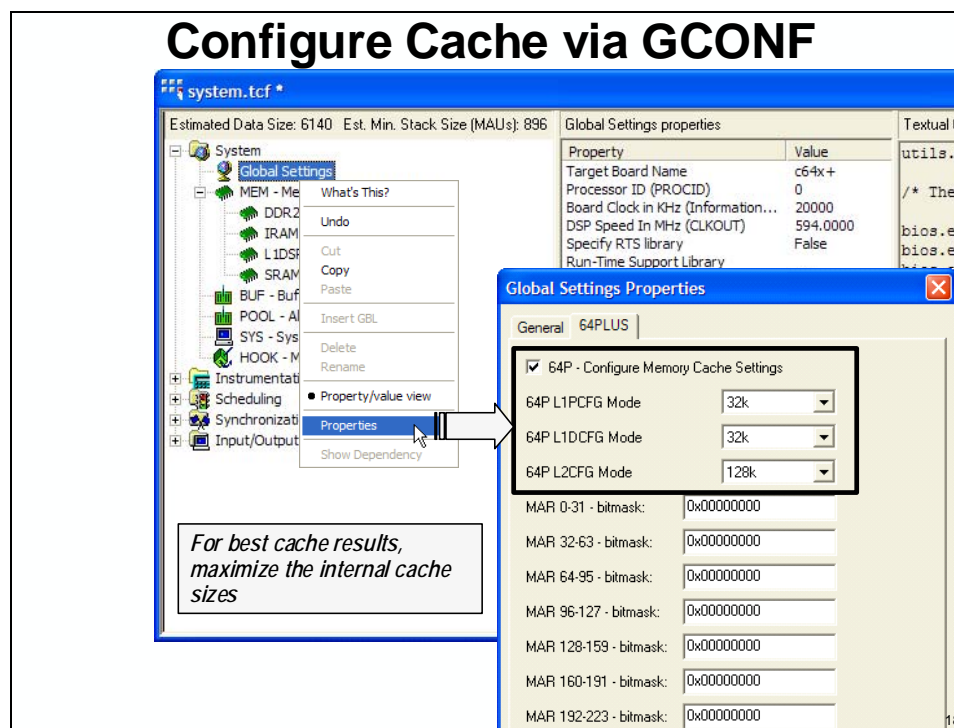 Configure Cache via GCONF
system.tcf *
Estimated Data Size: 6140 Est. Min. Stack Size (MAUs): 896
Global Settings properties
Textual
System
Global Settings
MEM - Me
DDR2
IRAM
L1DSR
SRAM
BUF - Buf
POOL - Al
SYS - Sys
HOOK - M
Instrumentati
Scheduling
Synchronizati
Input/Output
What's This?
Undo
Cut
Copy
Paste
Insert GBL
Delete
Rename
Property/value view
Properties
Show Dependency
Property Value
Target Board Name c64x+
Processor ID (PROCID) 0
Board Clock in KHz (Information... 20000
DSP Speed In MHz (CLKOUT) 594.0000
Specify RTS library False
Run-Time Support Library
utils.
/* The
bios.e
bios.e
Global Settings Properties
General 64PLUS
64P - Configure Memory Cache Settings
64P L1PCFG Mode 32k
64P L1DCFG Mode 32k
64P L2CFG Mode 128k
MAR 0-31 - bitmask: 0x00000000
MAR 32-63 - bitmask: 0x00000000
MAR 64-95 - bitmask: 0x00000000
MAR 96-127 - bitmask: 0x00000000
MAR 128-159 - bitmask: 0x00000000
MAR 160-191 - bitmask: 0x00000000
MAR 192-223 - bitmask: 0x00000000
For best cache results,
maximize the internal cache
sizes